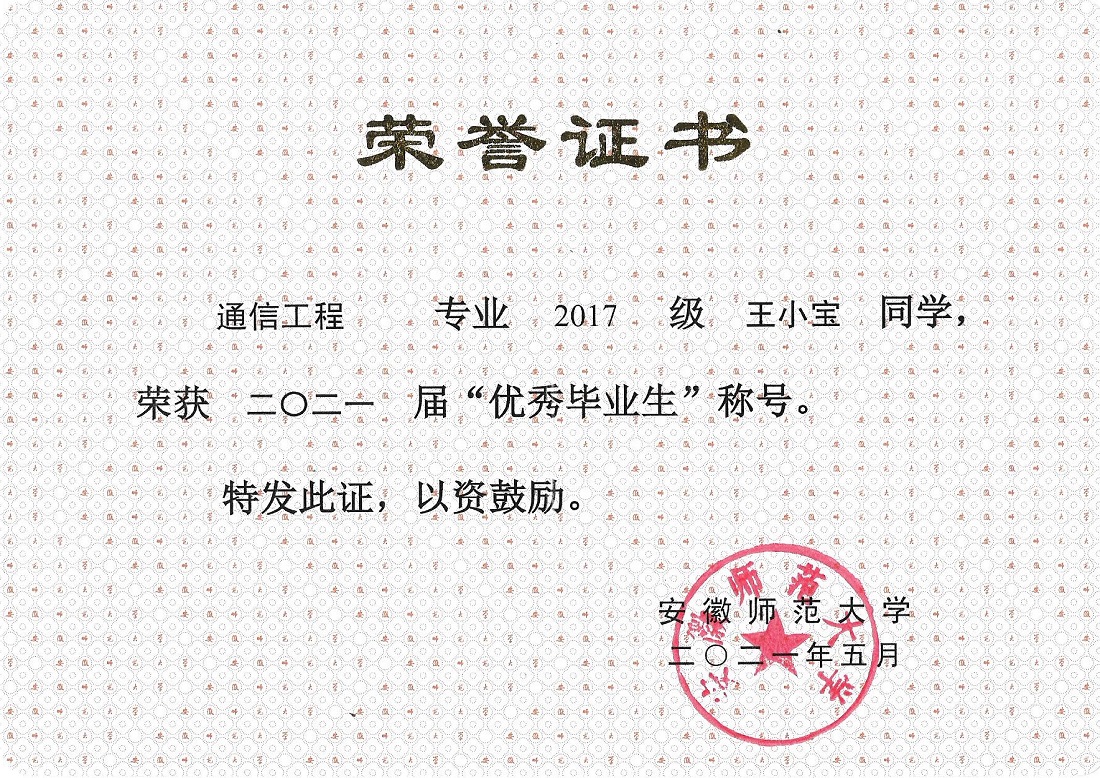 荣誉证书
通信工程 专业 2017 级 王小宝 同学，
荣获 二〇二一 届“优秀毕业生”称号。
特发此证，以资鼓励。
安徽师范大学
二〇二一年五月
安徽师范大学